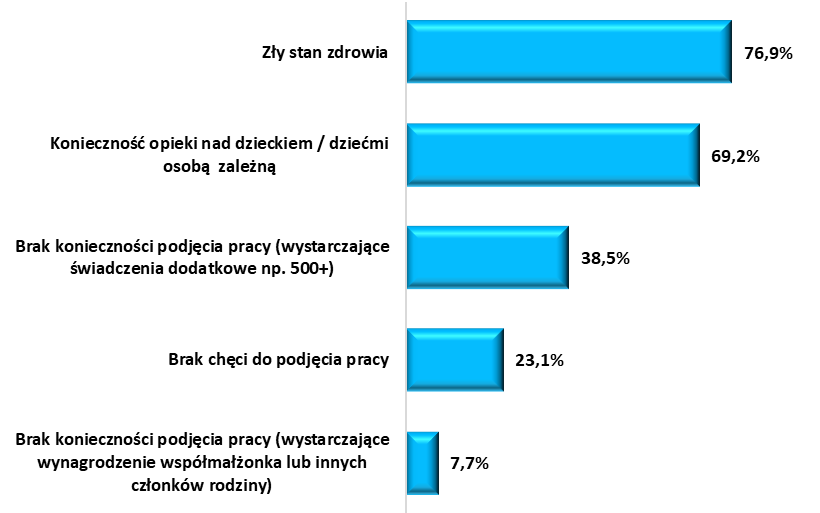 Zły stan zdrowia
76,9%
Konieczność opieki nad dzieckiem / dziećmi
osobą zależną
69,2%
Brak konieczności podjęcia pracy (wystarczające
świadczenia dodatkowe np. 500+)
38,5%
Brak chęci do podjęcia pracy
23,1%
Brak konieczności podjęcia pracy (wystarczające
wynagrodzenie współmałżonka lub innych
członków rodziny)
7,7%